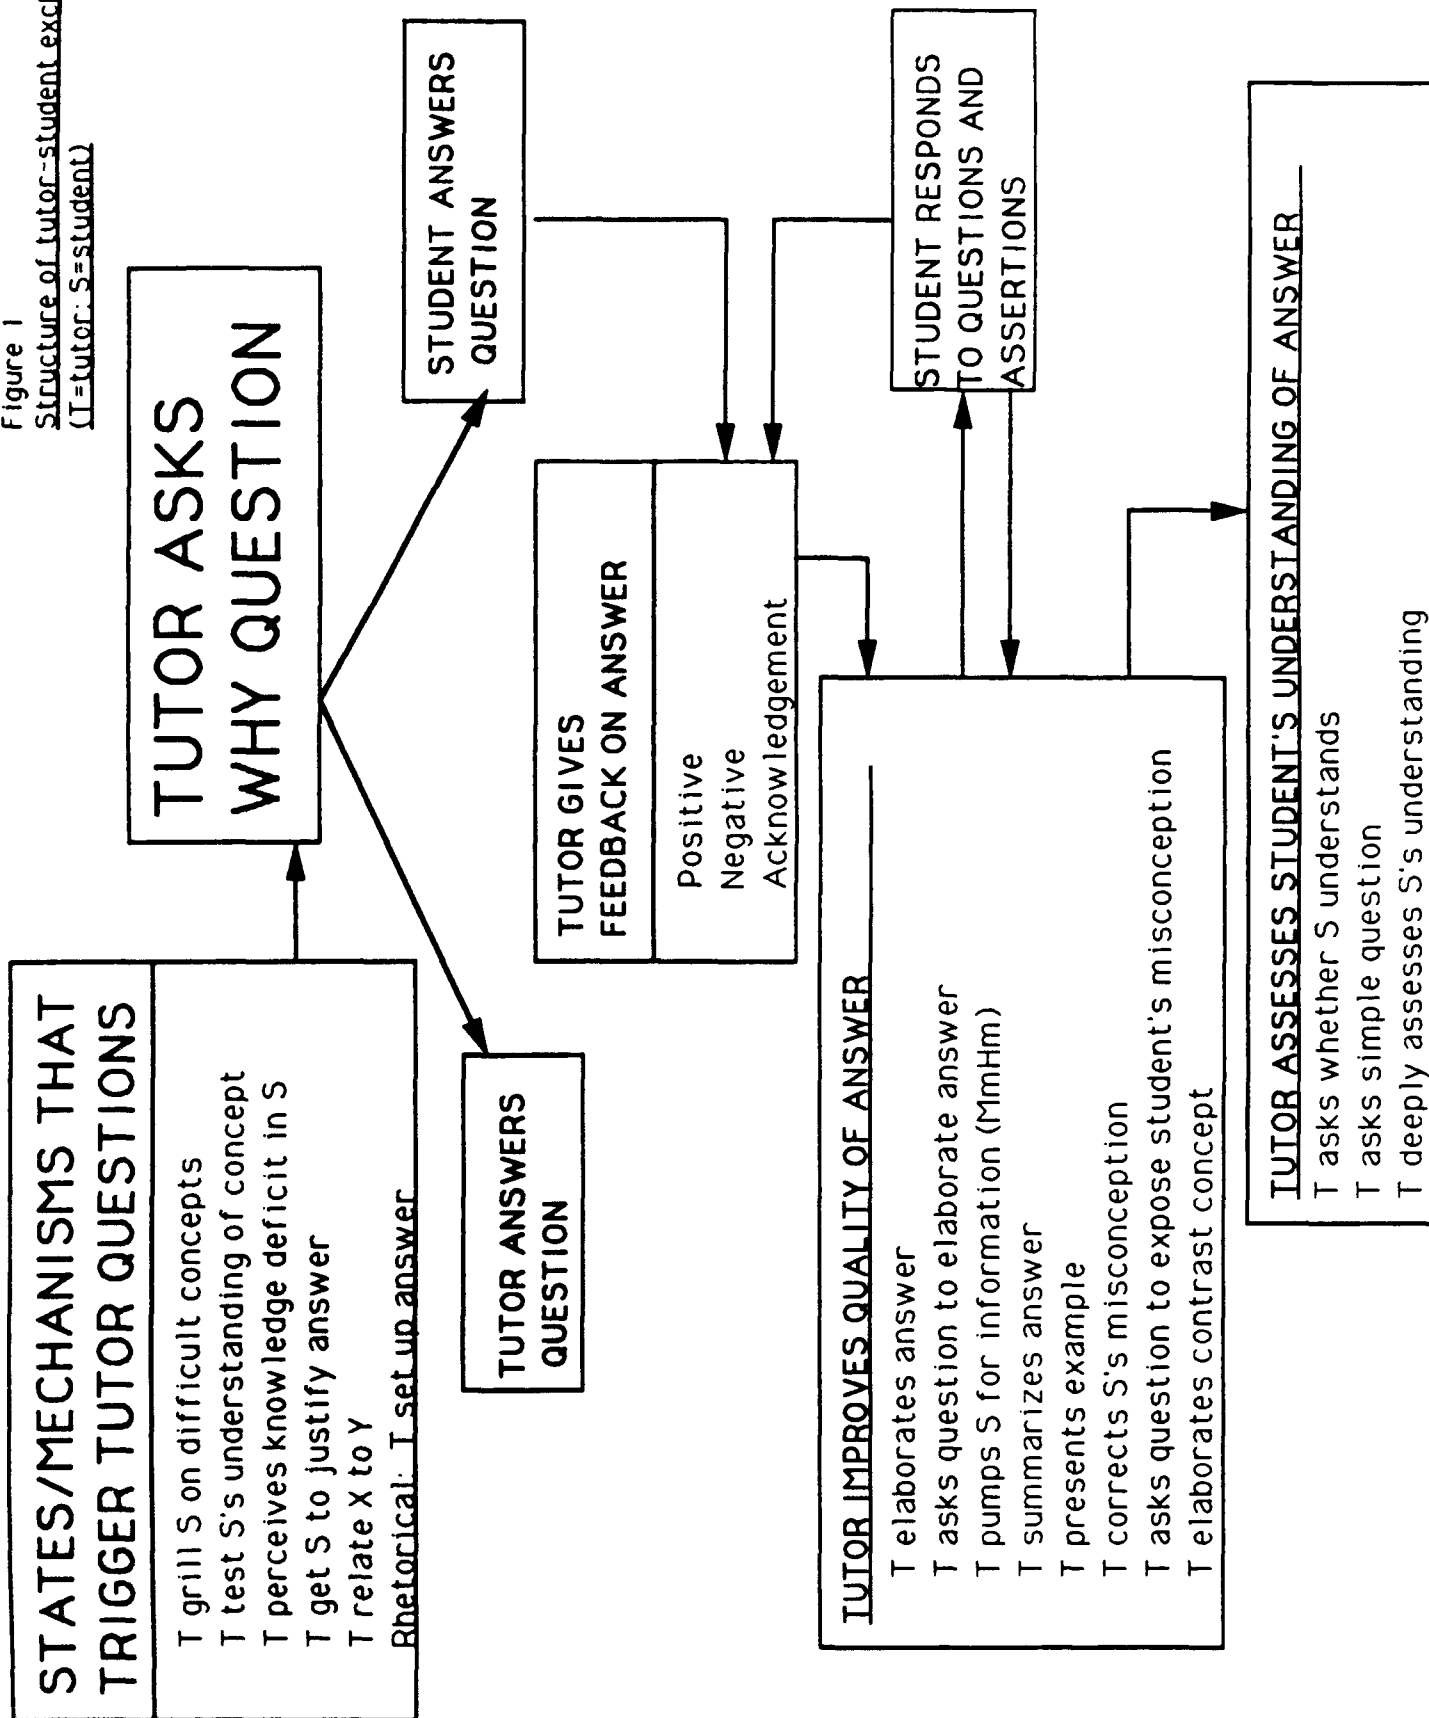 Figure 1
Structure of tutor-student
(T=tutor: S=student)
STATES/MECHANISMS THAT
TRIGGER TUTOR QUESTIONS
T grill S on difficult concepts
T test S's understanding of concept
T perceives knowledge deficit in S
T get S to justify answer
T relate X to Y
Rhetorical: T set up answer
TUTOR ASKS
WHY QUESTION
TUTOR ANSWERS
QUESTION
STUDENT ANSWERS
QUESTION
TUTOR GIVES
FEEDBACK ON ANSWER
Positive
Negative
Acknowledgement
TUTOR IMPROVES QUALITY OF ANSWER
T elaborates answer
T asks question to elaborate answer
T pumps S for information (MmHm)
T summarizes answer
T presents example
T corrects S's misconception
T asks question to expose student's misconception
T elaborates contrast concept
STUDENT RESPONDS
TO QUESTIONS AND
ASSERTIONS
TUTOR ASSESSES STUDENT'S UNDERSTANDING OF ANSWER
T asks whether S understands
T asks simple question
T deeply assesses S's understanding